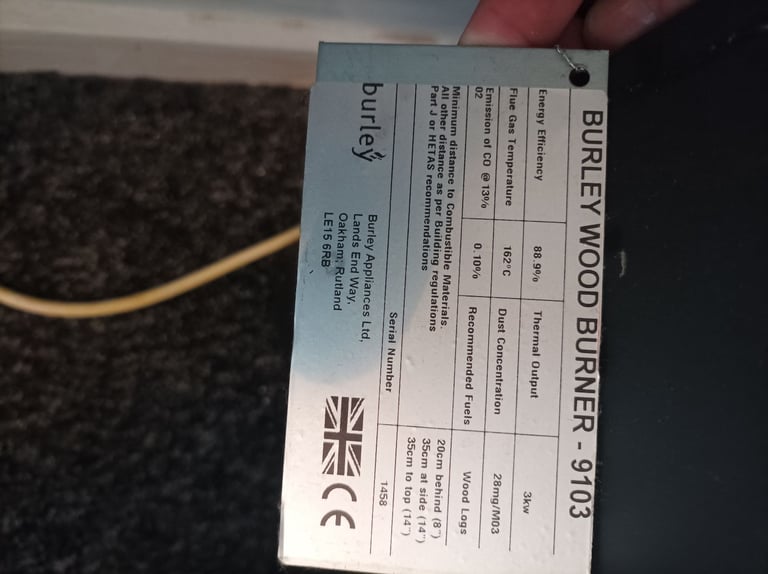 BURLEY WOOD BURNER - 9103
Energy Efficiency 88.9% Thermal Output 3kw
Flue Gas Temperature 162°C Dust Concentration 28mg/M03
Emission of CO @13% 02 0.10% Recommended Fuels Wood Logs
Minimum distance to Combustible Materials.
All other distance as per Building regulations
Part J or HETAS recommendations
20cm behind (8")
35cm at side (14")
35cm to top (14")
Serial Number 1458
burley
Burley Appliances Ltd,
Lands End Way,
Oakham, Rutland
LE15 6RB
CE